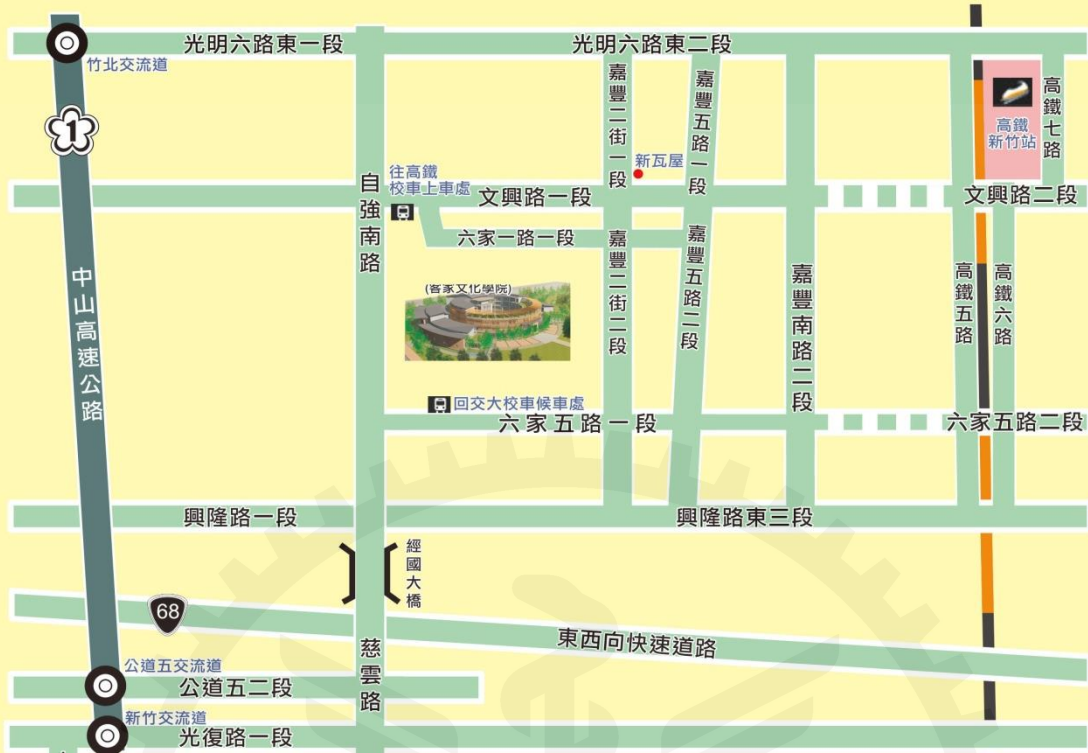 光明六路東一段
光明六路東二段
竹北交流道
1
嘉豐二街一段
嘉豐五路一段
高鐵七路
高鐵
新竹站
自強南路
往高鐵
校車上車處
新瓦屋
文興路一段
文興路二段
六家一路一段
中山高速公路
(客家文化學院)
嘉豐二街二段
嘉豐五路二段
嘉豐南路二段
高鐵五路
高鐵六路
回交大校車候車處
六家五路一段
六家五路二段
興隆路一段
興隆路東三段
經國大橋
68
東西向快速道路
慈雲路
公道五交流道
公道五二段
新竹交流道
光復路一段